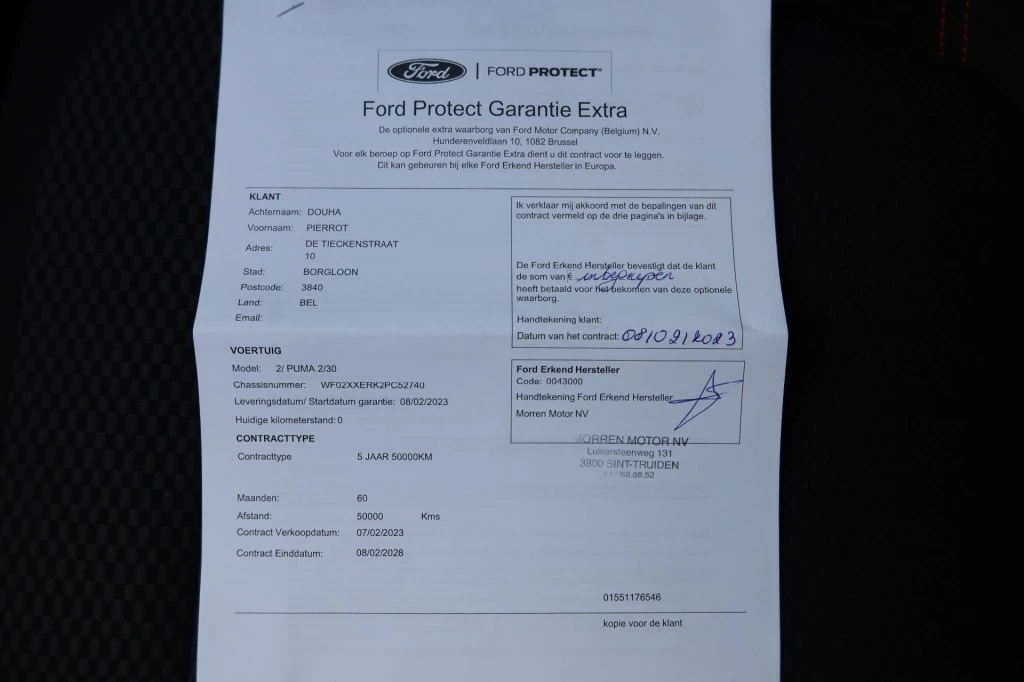 Ford | FORD PROTECT
Ford Protect Garantie Extra
De optionele extra waarborg van Ford Motor Company (Belgium) N.V.
Hunderenveldlaan 10, 1082 Brussel
Voor elk beroep op Ford Protect Garantie Extra dient u dit contract voor te leggen.
Dit kan gebeuren bij elke Ford Erkend Hersteller in Europa.
KLANT
Achternaam: DOUHA
Voornaam: PIERROT
Adres: DE TIECKENSTRAAT
10
Stad: BORGLOON
Postcode: 3840
Land: BEL
Email:
Ik verklaar mij akkoord met de bepalingen van dit
contract vermeld op de drie pagina's in bijlage.
De Ford Erkend Hersteller bevestigt dat de klant
de som van € inbegrepen
heeft betaald voor het bekomen van deze optionele
waarborg.
Handtekening klant:
Datum van het contract: 08/02/2023
VOERTUIG
Model: 2/ PUMA 2/30
Chassisnummer: WF02XXERK2PC52740
Leveringsdatum/ Startdatum garantie: 08/02/2023
Huidige kilometerstand: 0
Ford Erkend Hersteller
Code: 0043000
Handtekening Ford Erkend Hersteller
Morren Motor NV
MORREN MOTOR NV
Luikersteenweg 131
3800 SINT-TRUIDEN
CONTRACTTYPE
Contracttype 5 JAAR 50000KM
Maanden: 60
Afstand: 50000 Kms
Contract Verkoopdatum: 07/02/2023
Contract Einddatum: 08/02/2028
01551176546
kopie voor de klant